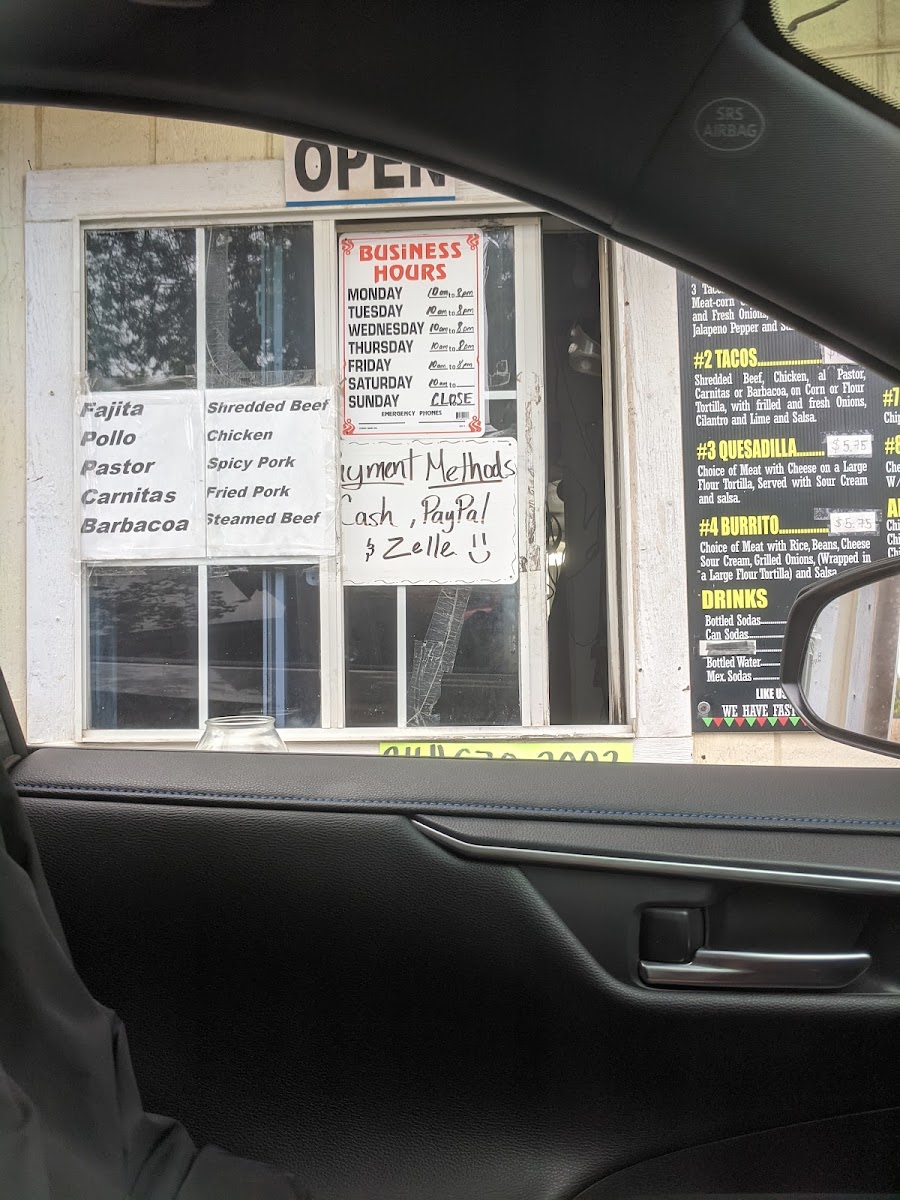 SRS
AIRBAG
OPEN
BUSINESS
HOURS
MONDAY 10am to 8pm
TUESDAY 10am to 8pm
WEDNESDAY 10am to 8pm
THURSDAY 10am to 8pm
FRIDAY 10am to 8pm
SATURDAY 10am to
SUNDAY CLOSE
EMERGENCY PHONES
Fajita
Pollo
Pastor
Carnitas
Barbacoa
Shredded Beef
Chicken
Spicy Pork
Fried Pork
Steamed Beef
Methods
Cash, PayPal
& Zelle
3
Meat-corn
and Fresh Onion,
Jalapeno Pepper and
#2 TACOS
Shredded Beef, Chicken, al Pastor,
Carnitas or Barbacoa, on Corn or Flour
Tortilla, with frilled and fresh Onions,
Cilantro and Lime and Salsa.
#3 QUESADILLA $5.75
Choice of Meat with Cheese on a Large
Flour Tortilla, Served with Sour Cream
and salsa.
#4 BURRITO $5.75
Choice of Meat with Rice, Beans, Cheese
Sour Cream, Grilled Onions, (Wrapped in
a Large Flour Tortilla) and Salsa
DRINKS
Bottled Sodas
Can Sodas
Bottled Water
Mex. Sodas
LIKE
WE HAVE